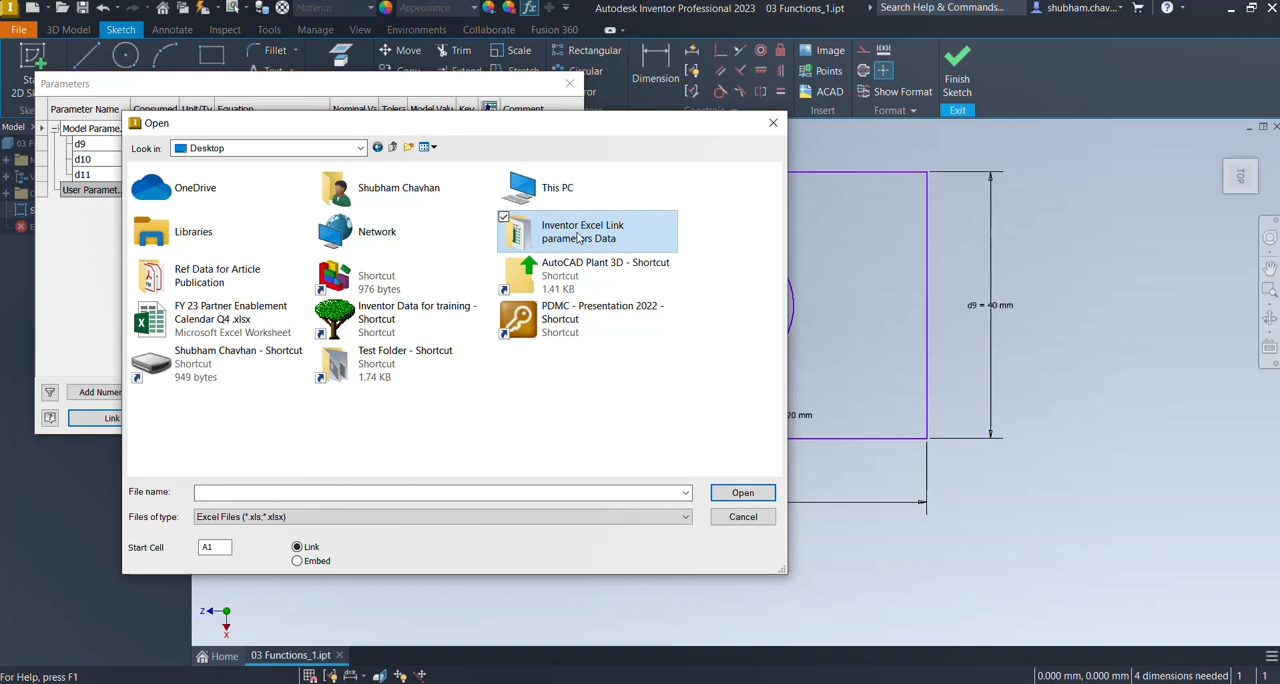 Material
Appearance
Autodesk Inventor Professional 2023 03 Functions_1.ipt
Search Help & Commands...
shubham.chav...
File 3D Model Sketch Annotate Inspect Tools Manage View Environments Collaborate Fusion 360
Fillet
Move
Trim
Scale
Rectangular
Circular
Dimension
Image
Points
ACAD
Insert
Show Format
Format
Finish
Sketch
Exit
Parameters
Parameter Name Consumed Unit/Ty Equation Nominal Va Tolera Model Value Key Comment
Model
Model Parame...
d9
d10
d11
User Paramet...
Add Numer
Link
Open
Look in: Desktop
OneDrive
Shubham Chavhan
This PC
Libraries
Network
Inventor Excel Link
parameters Data
Ref Data for Article
Publication
Shortcut
976 bytes
AutoCAD Plant 3D - Shortcut
Shortcut
1.41 KB
FY 23 Partner Enablement
Calendar Q4 .xlsx
Microsoft Excel Worksheet
Inventor Data for training -
Shortcut
Shortcut
PDMC - Presentation 2022 -
Shortcut
Shortcut
Shubham Chavhan - Shortcut
Shortcut
949 bytes
Test Folder - Shortcut
Shortcut
1.74 KB
File name:
Open
Files of type: Excel Files (*.xls;*.xlsx)
Cancel
Start Cell A1
Link
Embed
TOP
d9 = 40 mm
20 mm
Z
X
Home 03 Functions_1.ipt
For Help, press F1
0.000 mm, 0.000 mm 4 dimensions needed 1 1